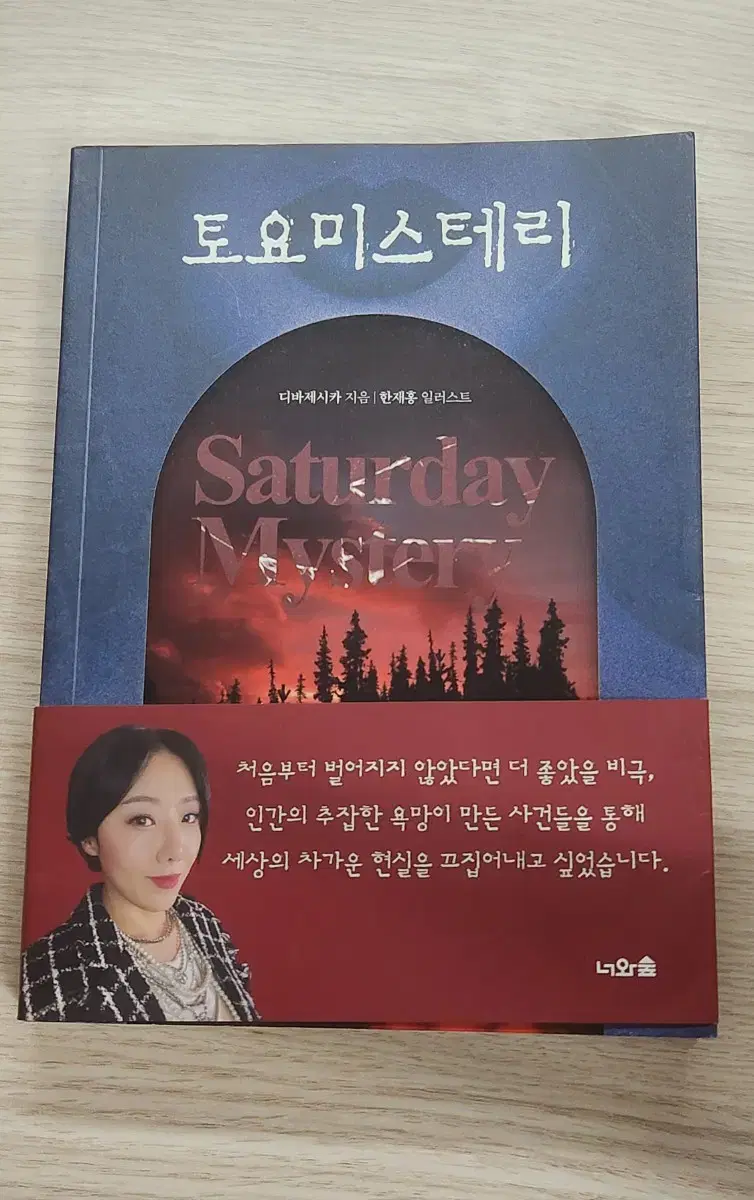 토요미스테리
디바제시카 지음 | 한재홍 일러스트
Saturday
Mystery
처음부터 벌어지지 않았다면 더 좋았을 비극,
인간의 추잡한 욕망이 만든 사건들을 통해
세상의 차가운 현실을 끄집어내고 싶었습니다.
너와숲